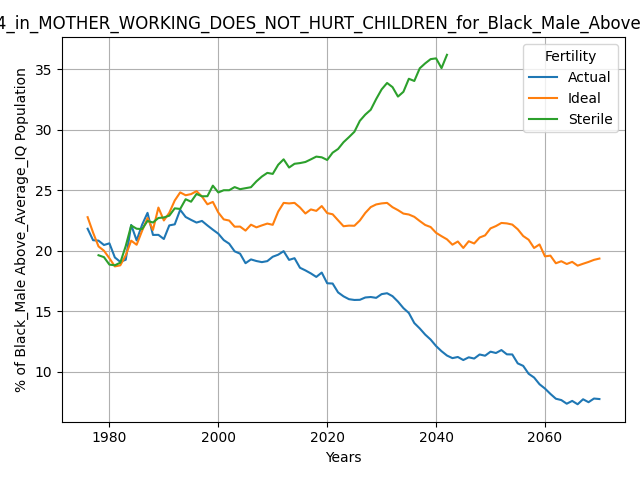 4_in_MOTHER_WORKING_DOES_NOT_HURT_CHILDREN_for_Black_Male_Above
% of Black_Male Above_Average_IQ Population
35
30
25
20
15
10
1980
2000
2020
2040
2060
Years
Fertility
Actual
Ideal
Sterile